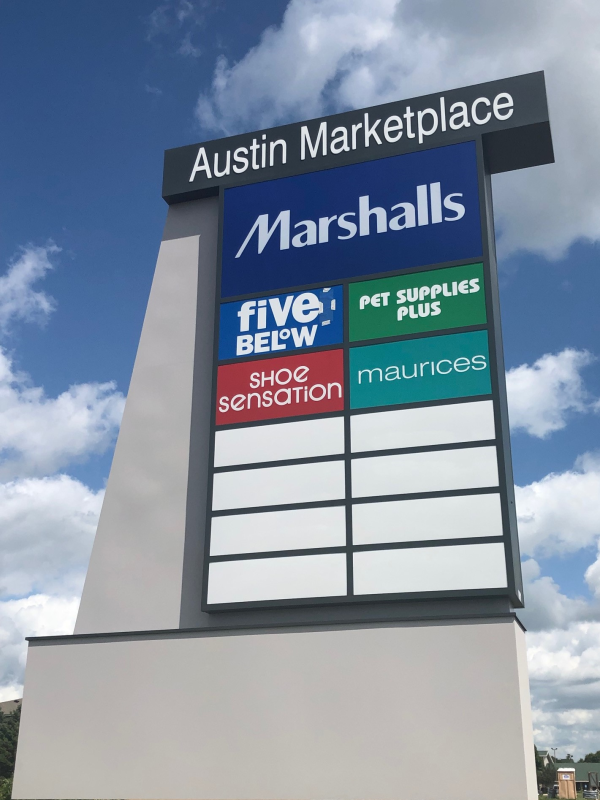 Austin Marketplace
Marshalls
five
BELOW
PET SUPPLIES
PLUS
SHOE
SENSATION
maurices